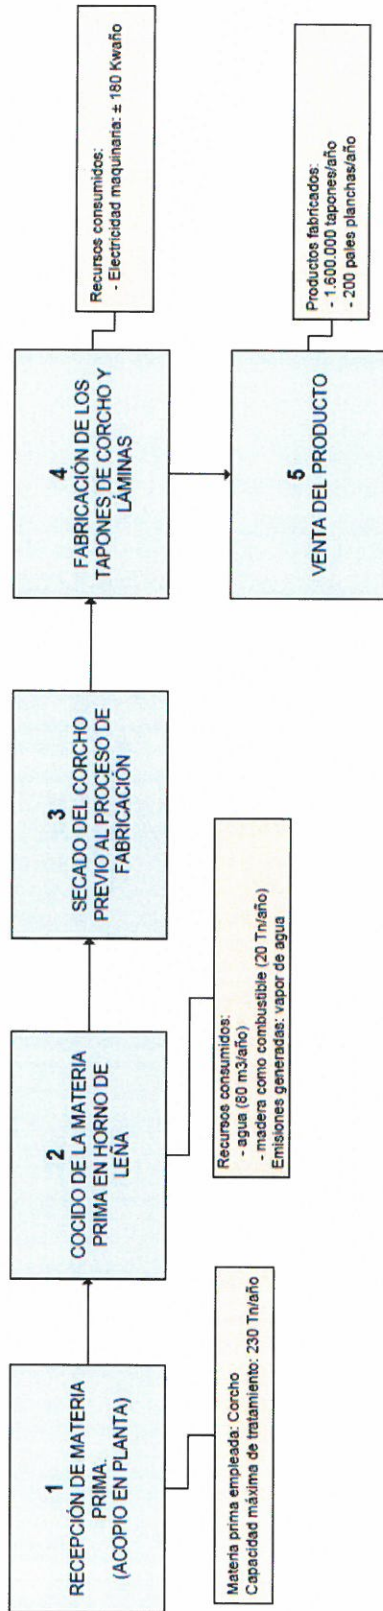 1
RECEPCIÓN DE MATERIA
PRIMA.
(ACOPIO EN PLANTA)
Materia prima empleada: Corcho
Capacidad máxima de tratamiento: 230 Tn/año
2
COCIDO DE LA MATERIA
PRIMA EN HORNO DE
LEÑA
Recursos consumidos:
- agua (80 m3/año)
- madera como combustible (20 Tn/año)
Emisiones generadas: vapor de agua
3
SECADO DEL CORCHO
PREVIO AL PROCESO DE
FABRICACIÓN
4
FABRICACIÓN DE LOS
TAPONES DE CORCHO Y
LÁMINAS
Recursos consumidos:
- Electricidad maquinaria: ± 180 Kwaño
5
VENTA DEL PRODUCTO
Productos fabricados:
- 1.600.000 tapones/año
- 200 pales planchas/año